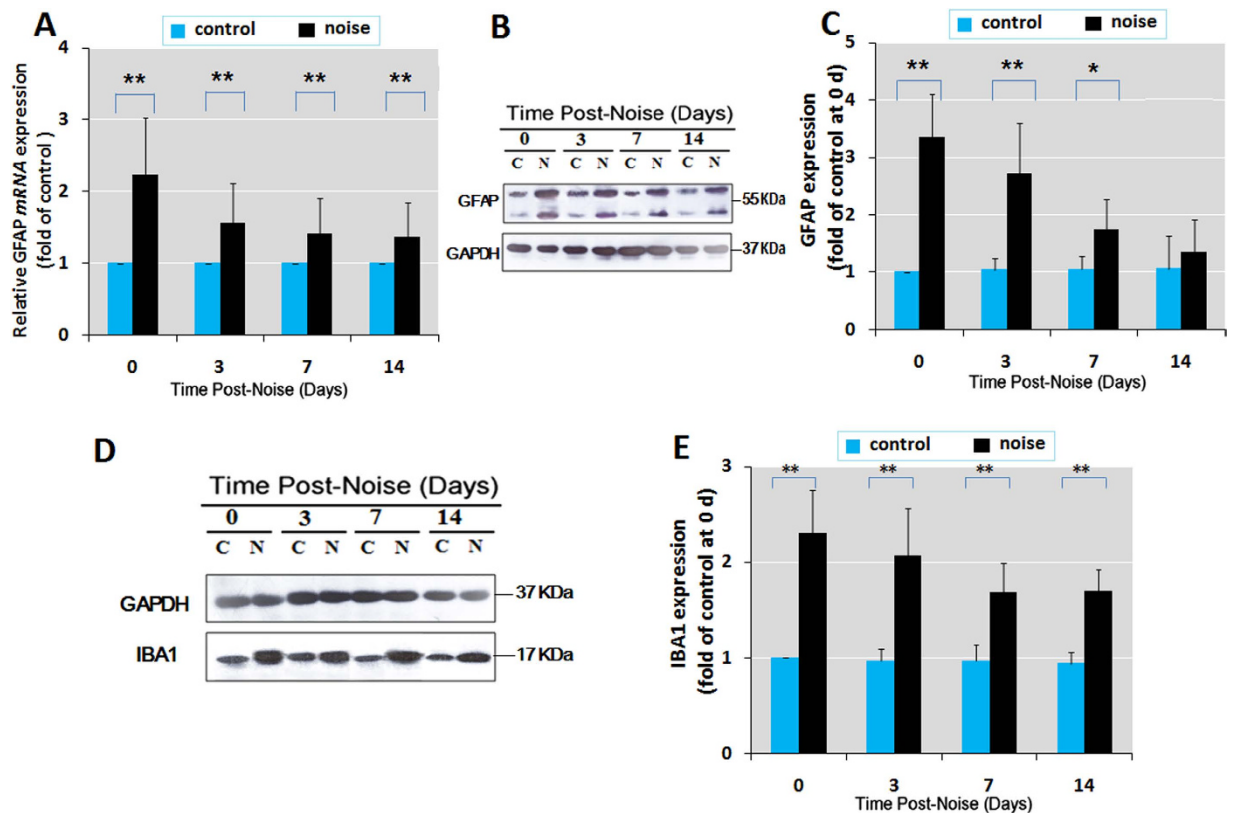 A
control noise
Relative GFAP mRNA expression
(fold of control)
4
3
2
1
0
** ** ** **
0 3 7 14
Time Post-Noise (Days)
B
Time Post-Noise (Days)
0 3 7 14
C N C N C N C N
GFAP
55KDa
GAPDH
37KDa
C
control noise
GFAP expression
(fold of control at 0 d)
5
4
3
2
1
0
** ** *
0 3 7 14
Time Post-Noise (Days)
D
Time Post-Noise (Days)
0 3 7 14
C N C N C N C N
GAPDH
37KDa
IBA1
17KDa
E
control noise
IBA1 expression
(fold of control at 0 d)
3
2
1
0
** ** ** **
0 3 7 14
Time Post-Noise (Days)